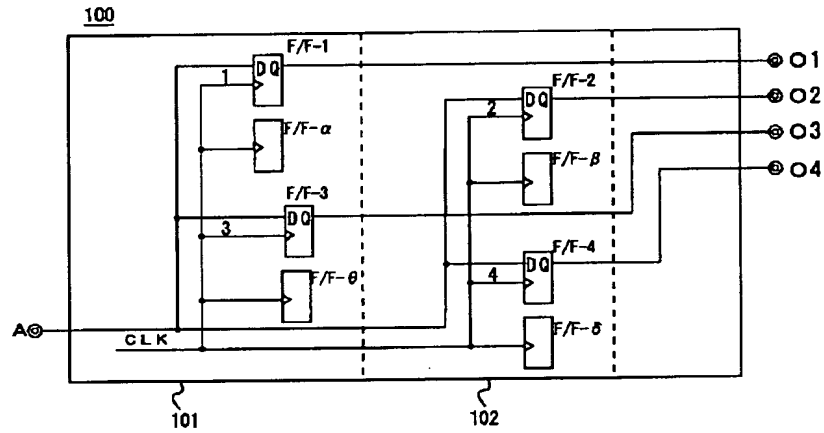 100
F/F-1
1
D Q
O1
F/F-2
O2
2
D Q
F/F-α
O3
F/F-β
O4
F/F-3
D Q
3
F/F-4
D Q
4
F/F-θ
F/F-δ
A
CLK
101
102